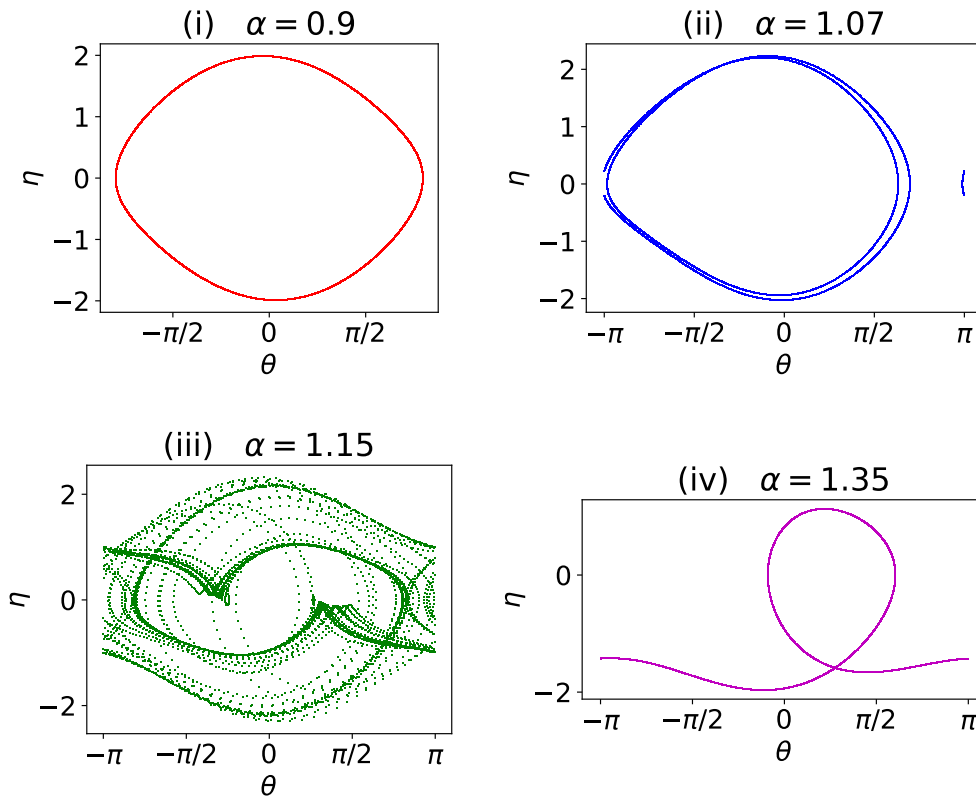 (i) α = 0.9
2
1
0
−1
−2
η
−π/2 0 π/2
θ
(ii) α = 1.07
2
1
0
−1
−2
η
−π −π/2 0 π/2 π
θ
(iii) α = 1.15
2
0
−2
η
−π −π/2 0 π/2 π
θ
(iv) α = 1.35
0
−2
η
−π −π/2 0 π/2 π
θ